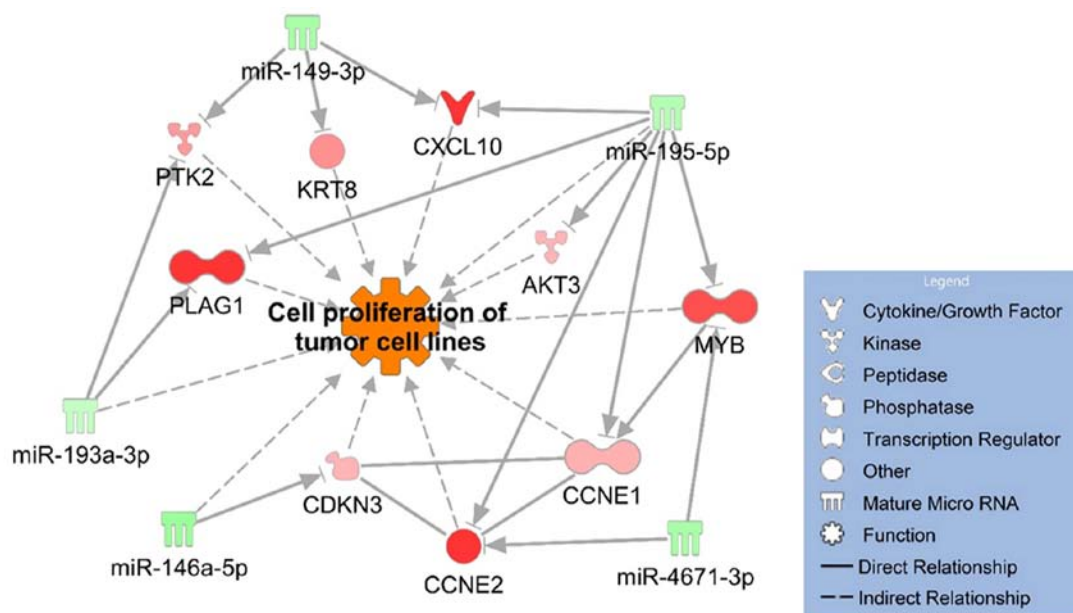 miR-149-3p
CXCL10
miR-195-5p
PTK2
KRT8
AKT3
PLAG1
Cell proliferation of
tumor cell lines
MYB
miR-193a-3p
CDKN3
CCNE1
miR-146a-5p
CCNE2
miR-4671-3p
Legend
Cytokine/Growth Factor
Kinase
Peptidase
Phosphatase
Transcription Regulator
Other
Mature Micro RNA
Function
Direct Relationship
Indirect Relationship